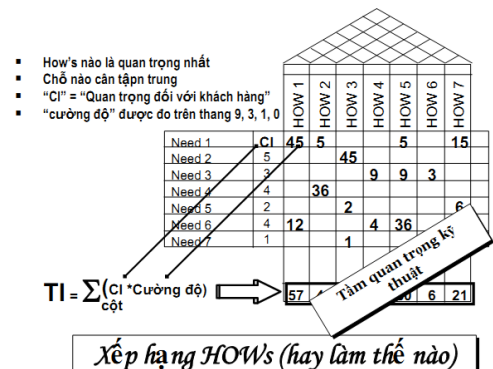 How's nào là quan trọng nhất
Chỗ nào cân tậpn trung
"CI" = "Quan trọng đối với khách hàng"
"cường độ" được đo trên thang 9, 3, 1, 0
HOW 1 HOW 2 HOW 3 HOW 4 HOW 5 HOW 6 HOW 7
Need 1 CI 45 5 5 15
Need 2 5 45
Need 3 3 9 9 3
Need 4 4 36
Need 5 2 2 6
Need 6 4 12 4 36
Need 7 1 1
Tầm quan trọng kỹ
thuật
TI = Σ(CI *Cường độ)
cột
57 6 21
Xếp hạng HOWs (hay làm thế nào)